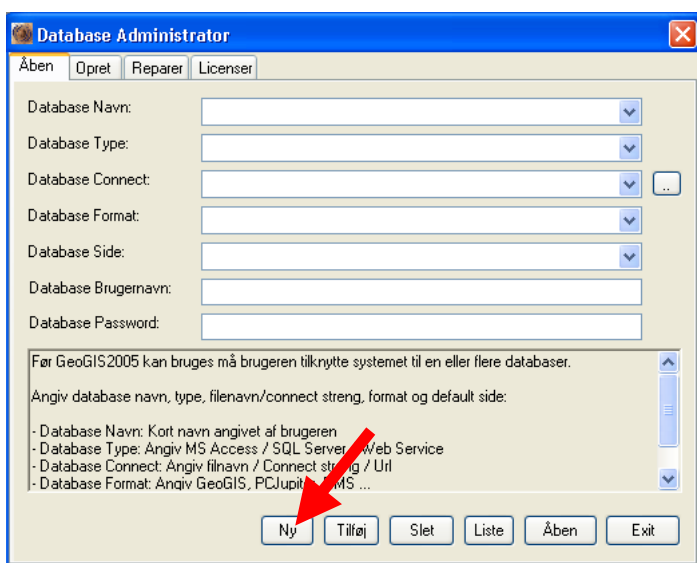 Database Administrator
Åben Opret Reparer Licenser
Database Navn:
Database Type:
Database Connect:
..
Database Format:
Database Side:
Database Brugernavn:
Database Password:
Før GeoGIS2005 kan bruges må brugeren tilknytte systemet til en eller flere databaser.
Angiv database navn, type, filenavn/connect streng, format og default side:
- Database Navn: Kort navn angivet af brugeren
- Database Type: Angiv MS Access / SQL Server Web Service
- Database Connect: Angiv filnavn / Connect streng / Url
- Database Format: Angiv GeoGIS, ...
Ny Tilføj Slet Liste Åben Exit